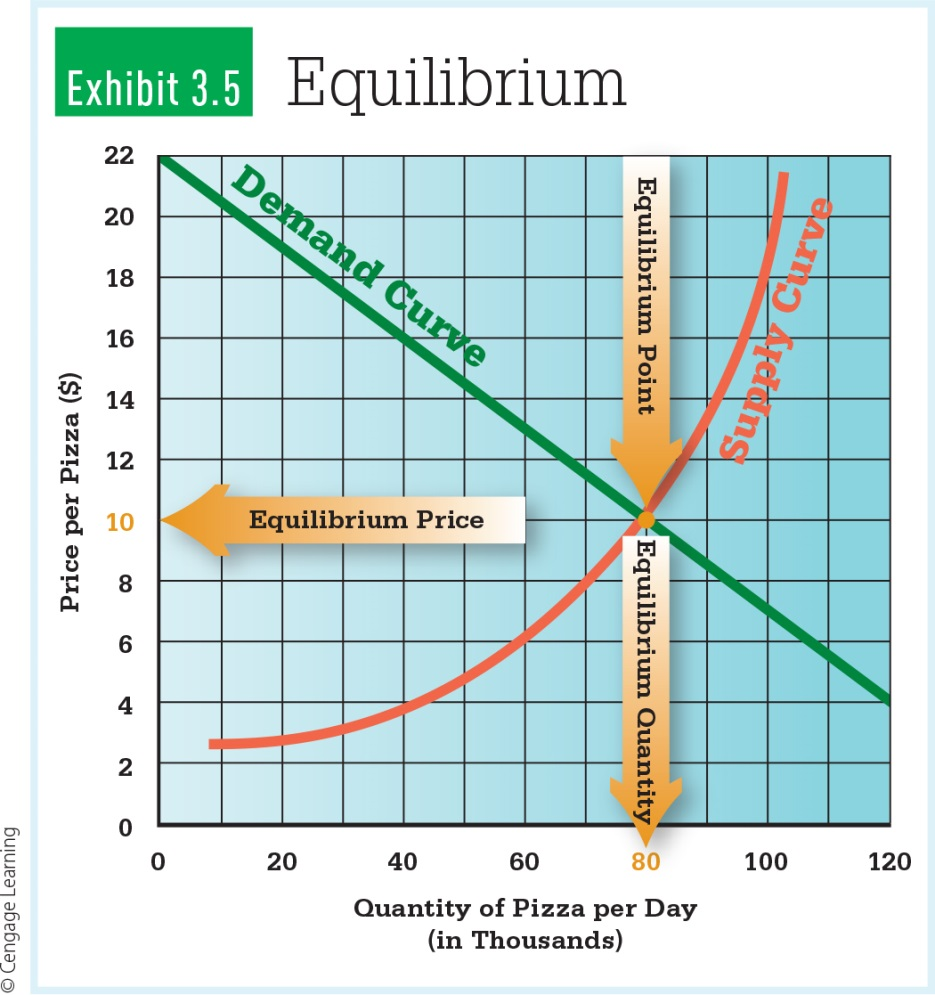 Exhibit 3.5
Equilibrium
22
20
18
16
14
12
10
8
6
4
2
0
Price per Pizza ($)
Demand Curve
Equilibrium Point
Supply Curve
Equilibrium Price
Equilibrium Quantity
0 20 40 60 80 100 120
Quantity of Pizza per Day
(in Thousands)
© Cengage Learning